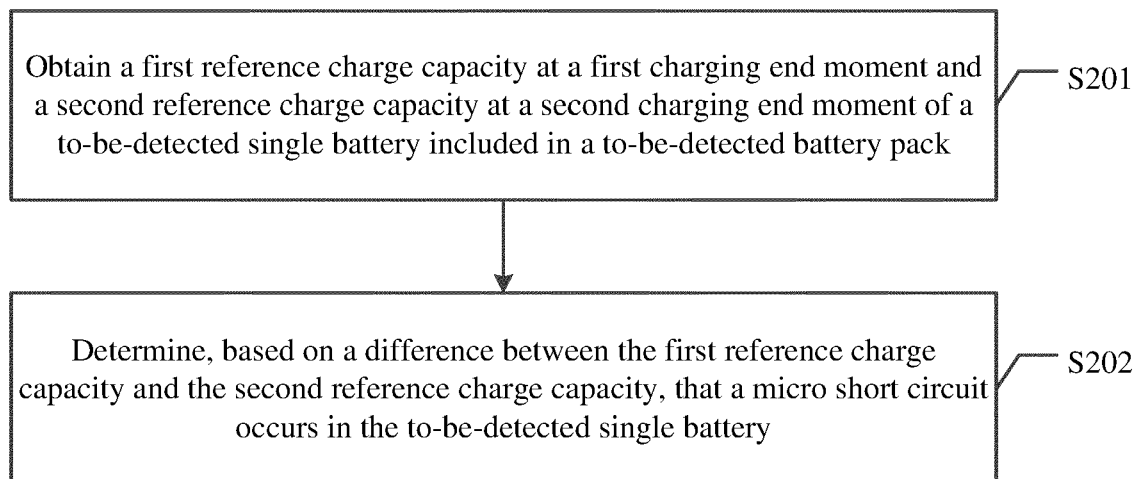 Obtain a first reference charge capacity at a first charging end moment and
a second reference charge capacity at a second charging end moment of a
to-be-detected single battery included in a to-be-detected battery pack
S201
Determine, based on a difference between the first reference charge
capacity and the second reference charge capacity, that a micro short circuit
occurs in the to-be-detected single battery
S202